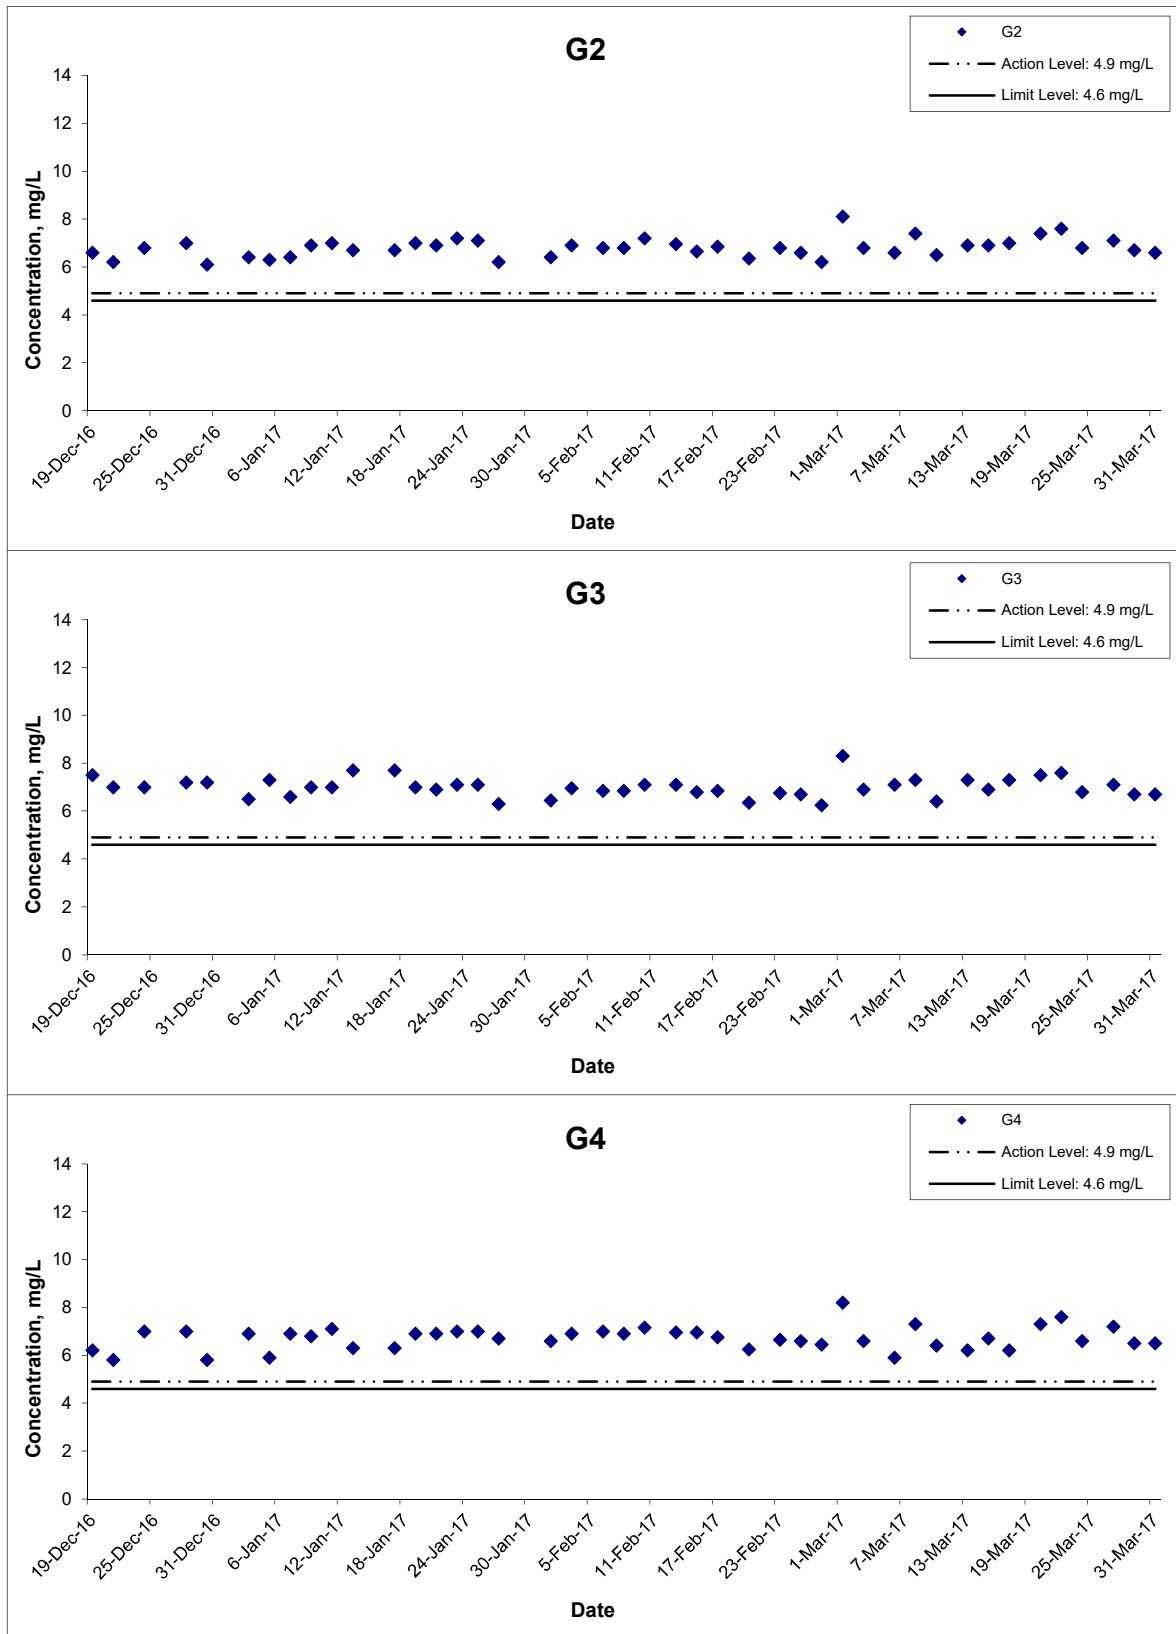 G2
G2
Action Level: 4.9 mg/L
Limit Level: 4.6 mg/L
Concentration, mg/L
14
12
10
8
6
4
2
0
19-Dec-16
25-Dec-16
31-Dec-16
6-Jan-17
12-Jan-17
18-Jan-17
24-Jan-17
30-Jan-17
5-Feb-17
11-Feb-17
17-Feb-17
23-Feb-17
1-Mar-17
7-Mar-17
13-Mar-17
19-Mar-17
25-Mar-17
31-Mar-17
Date
G3
G3
Action Level: 4.9 mg/L
Limit Level: 4.6 mg/L
Concentration, mg/L
14
12
10
8
6
4
2
0
19-Dec-16
25-Dec-16
31-Dec-16
6-Jan-17
12-Jan-17
18-Jan-17
24-Jan-17
30-Jan-17
5-Feb-17
11-Feb-17
17-Feb-17
23-Feb-17
1-Mar-17
7-Mar-17
13-Mar-17
19-Mar-17
25-Mar-17
31-Mar-17
Date
G4
G4
Action Level: 4.9 mg/L
Limit Level: 4.6 mg/L
Concentration, mg/L
14
12
10
8
6
4
2
0
19-Dec-16
25-Dec-16
31-Dec-16
6-Jan-17
12-Jan-17
18-Jan-17
24-Jan-17
30-Jan-17
5-Feb-17
11-Feb-17
17-Feb-17
23-Feb-17
1-Mar-17
7-Mar-17
13-Mar-17
19-Mar-17
25-Mar-17
31-Mar-17
Date